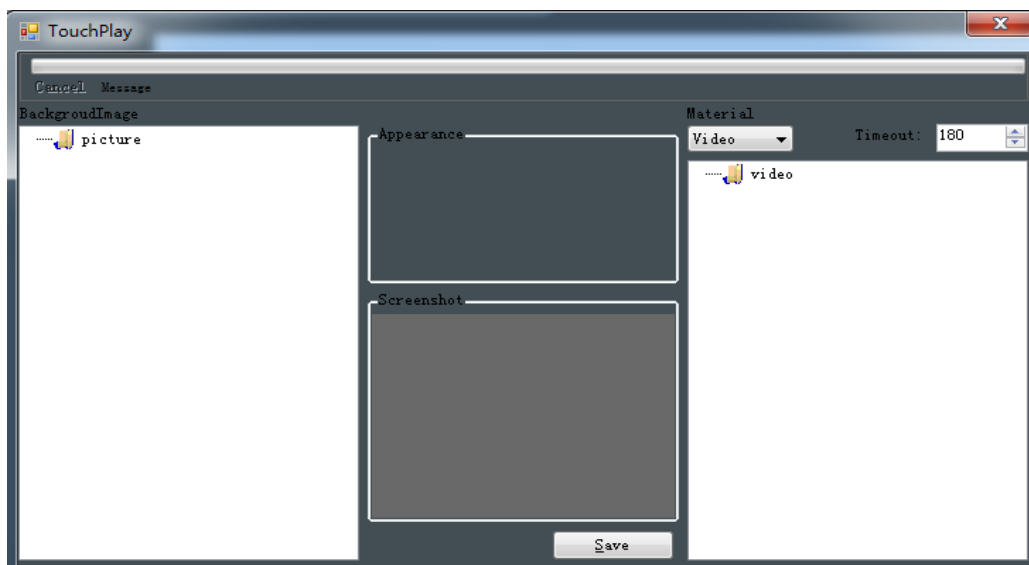 TouchPlay
Cancel Message
BackgroudImage
picture
Appearance
Screenshot
Save
Material
Video Timeout: 180
video